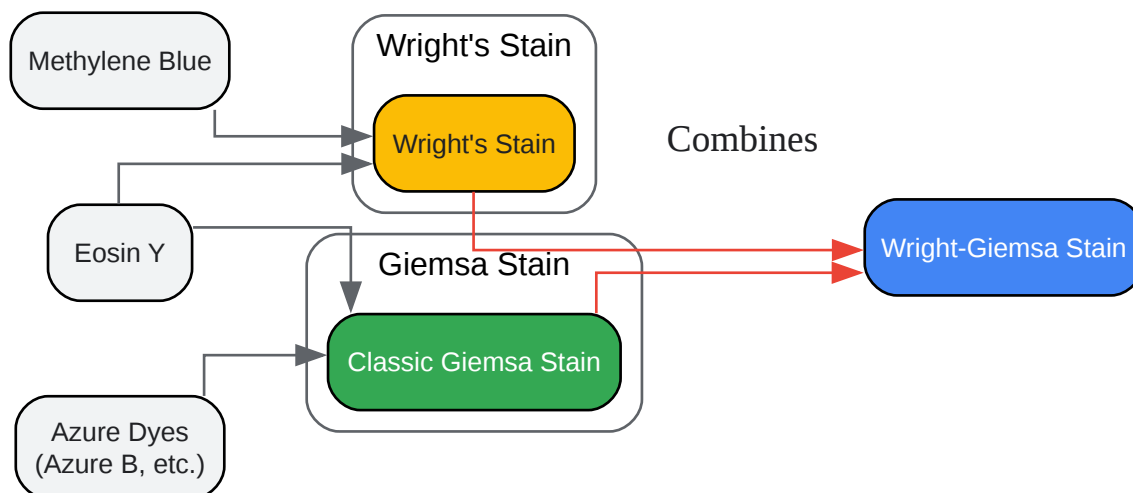 Wright's Stain
Methylene Blue
Wright's Stain
Combines
Eosin Y
Wright-Giemsa Stain
Giemsa Stain
Classic Giemsa Stain
Azure Dyes
(Azure B, etc.)